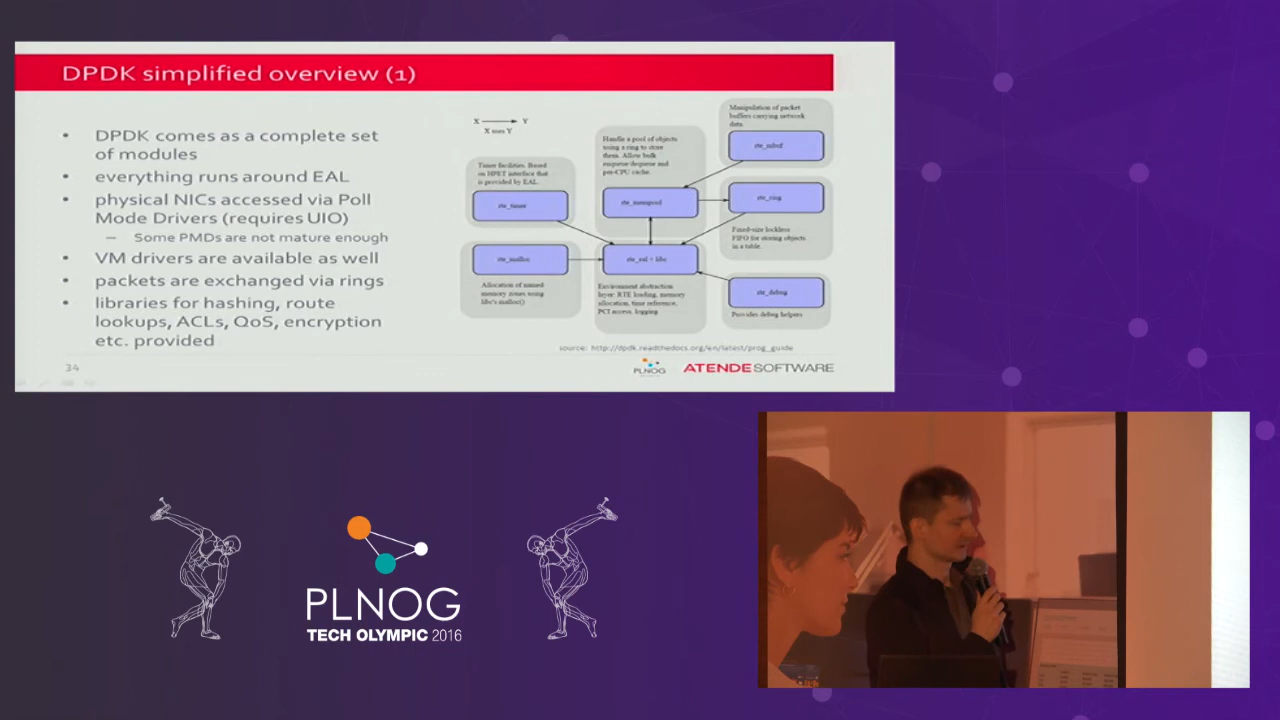 DPDK simplified overview (1)
• DPDK comes as a complete set
of modules
• everything runs around EAL
• physical NICs accessed via Poll
Mode Drivers (requires UIO)
– Some PMDs are not mature enough
• VM drivers are available as well
• packets are exchanged via rings
• libraries for hashing, route
lookups, ACLs, QoS, encryption
etc. provided
X Y
X uses Y
Timer facilities. Based
on HPET interface that
is provided by EAL.
rte_timer
rte_malloc
Allocation of named
memory zones using
libc's malloc()
Handle a pool of objects
using a ring to store
them. Allow bulk
enqueue/dequeue and
per-CPU cache.
rte_mempool
rte_eal + libc
Environment abstraction
layer: RTE loading, memory
allocation, time reference,
PCI access, logging
Manipulation of packet
buffers carrying network
data.
rte_mbuf
rte_ring
Fixed-size lockless
FIFO for storing objects
in a table.
rte_debug
Provides debug helpers
source: http://dpdk.readthedocs.org/en/latest/prog_guide
34
PLNOG
ATENDE SOFTWARE
PLNOG
TECH OLYMPIC 2016